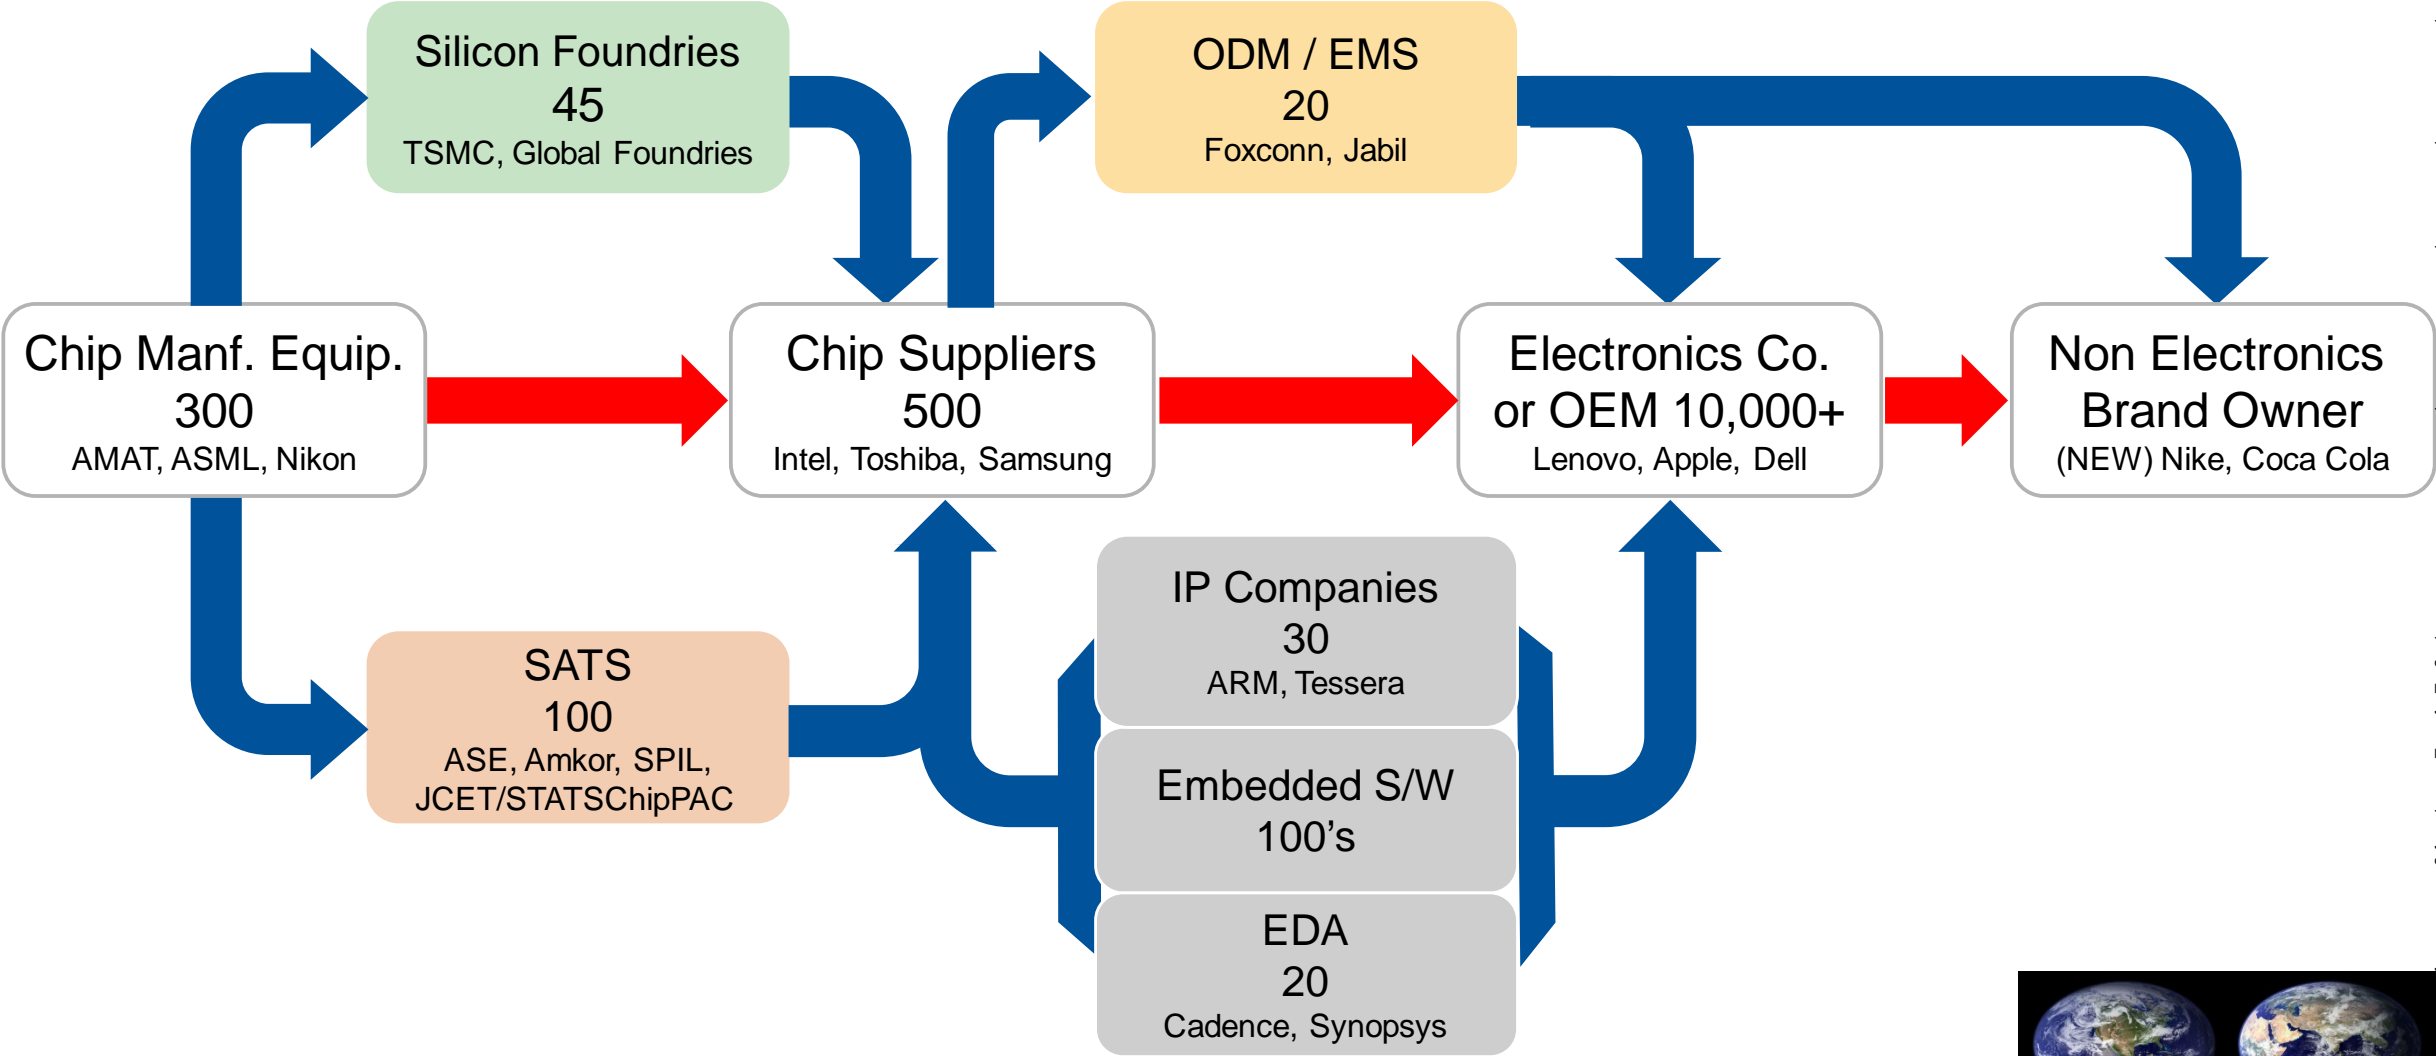 Silicon Foundries
45
TSMC, Global Foundries
ODM / EMS
20
Foxconn, Jabil
Chip Manf. Equip.
300
AMAT, ASML, Nikon
Chip Suppliers
500
Intel, Toshiba, Samsung
Electronics Co.
or OEM 10,000+
Lenovo, Apple, Dell
Non Electronics
Brand Owner
(NEW) Nike, Coca Cola
SATS
100
ASE, Amkor, SPIL,
JCET/STATSChipPAC
IP Companies
30
ARM, Tessera
Embedded S/W
100’s
EDA
20
Cadence, Synopsys